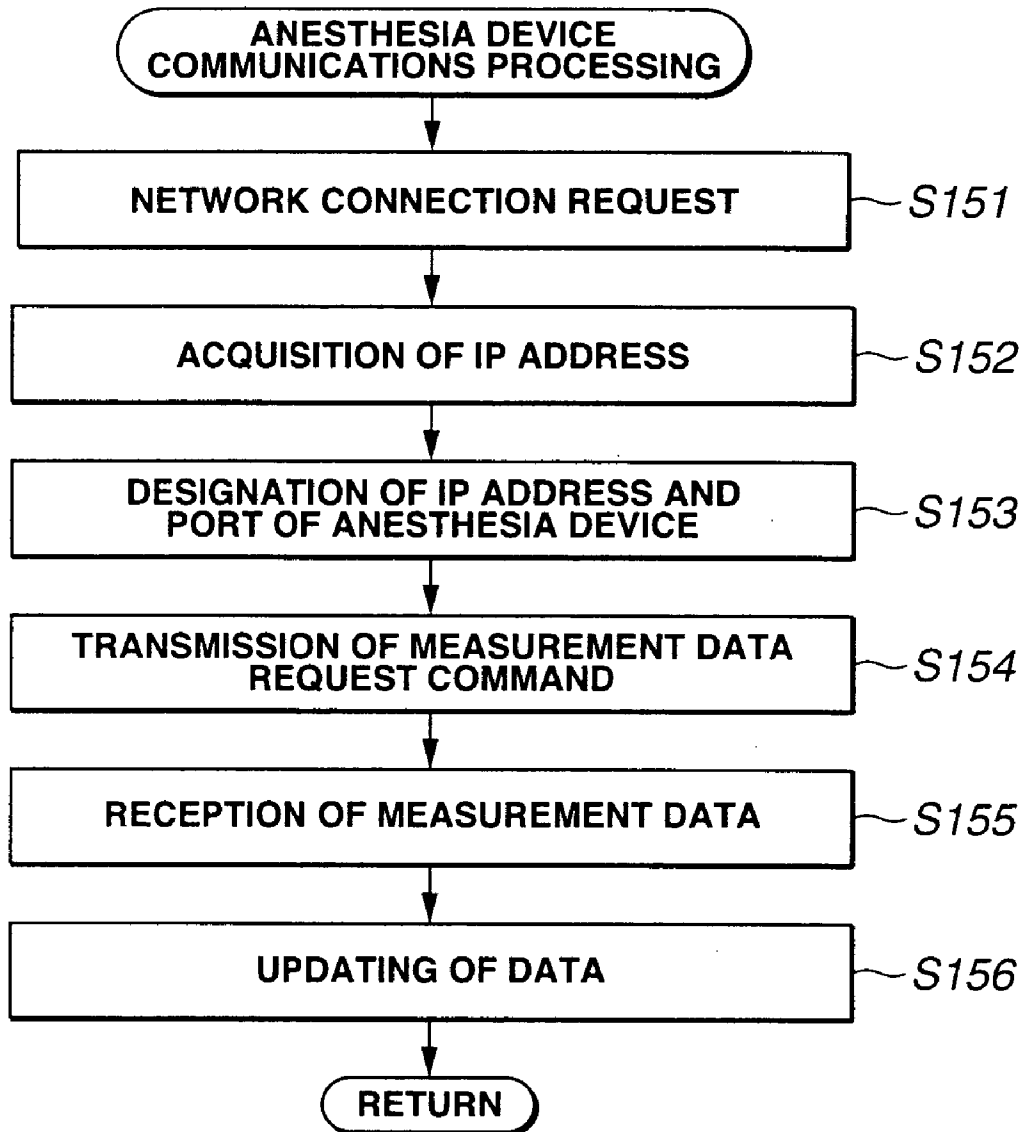 ANESTHESIA DEVICE
COMMUNICATIONS PROCESSING
NETWORK CONNECTION REQUEST
S151
ACQUISITION OF IP ADDRESS
S152
DESIGNATION OF IP ADDRESS AND
PORT OF ANESTHESIA DEVICE
S153
TRANSMISSION OF MEASUREMENT DATA
REQUEST COMMAND
S154
RECEPTION OF MEASUREMENT DATA
S155
UPDATING OF DATA
S156
RETURN